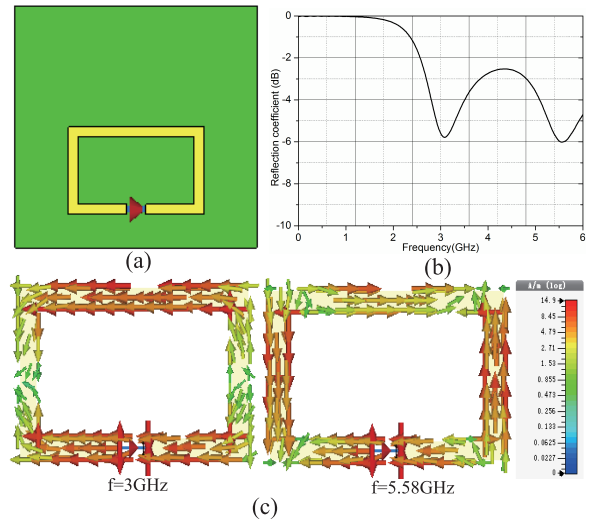 0
-2
-4
-6
-8
-10
Reflection coefficient (dB)
0 1 2 3 4 5 6
Frequency(GHz)
(a)
(b)
A/m (log)
14.9
8.45
4.79
2.71
1.50
0.855
0.473
0.256
0.133
0.0625
0.0227
0
f=3GHz
f=5.58GHz
(c)